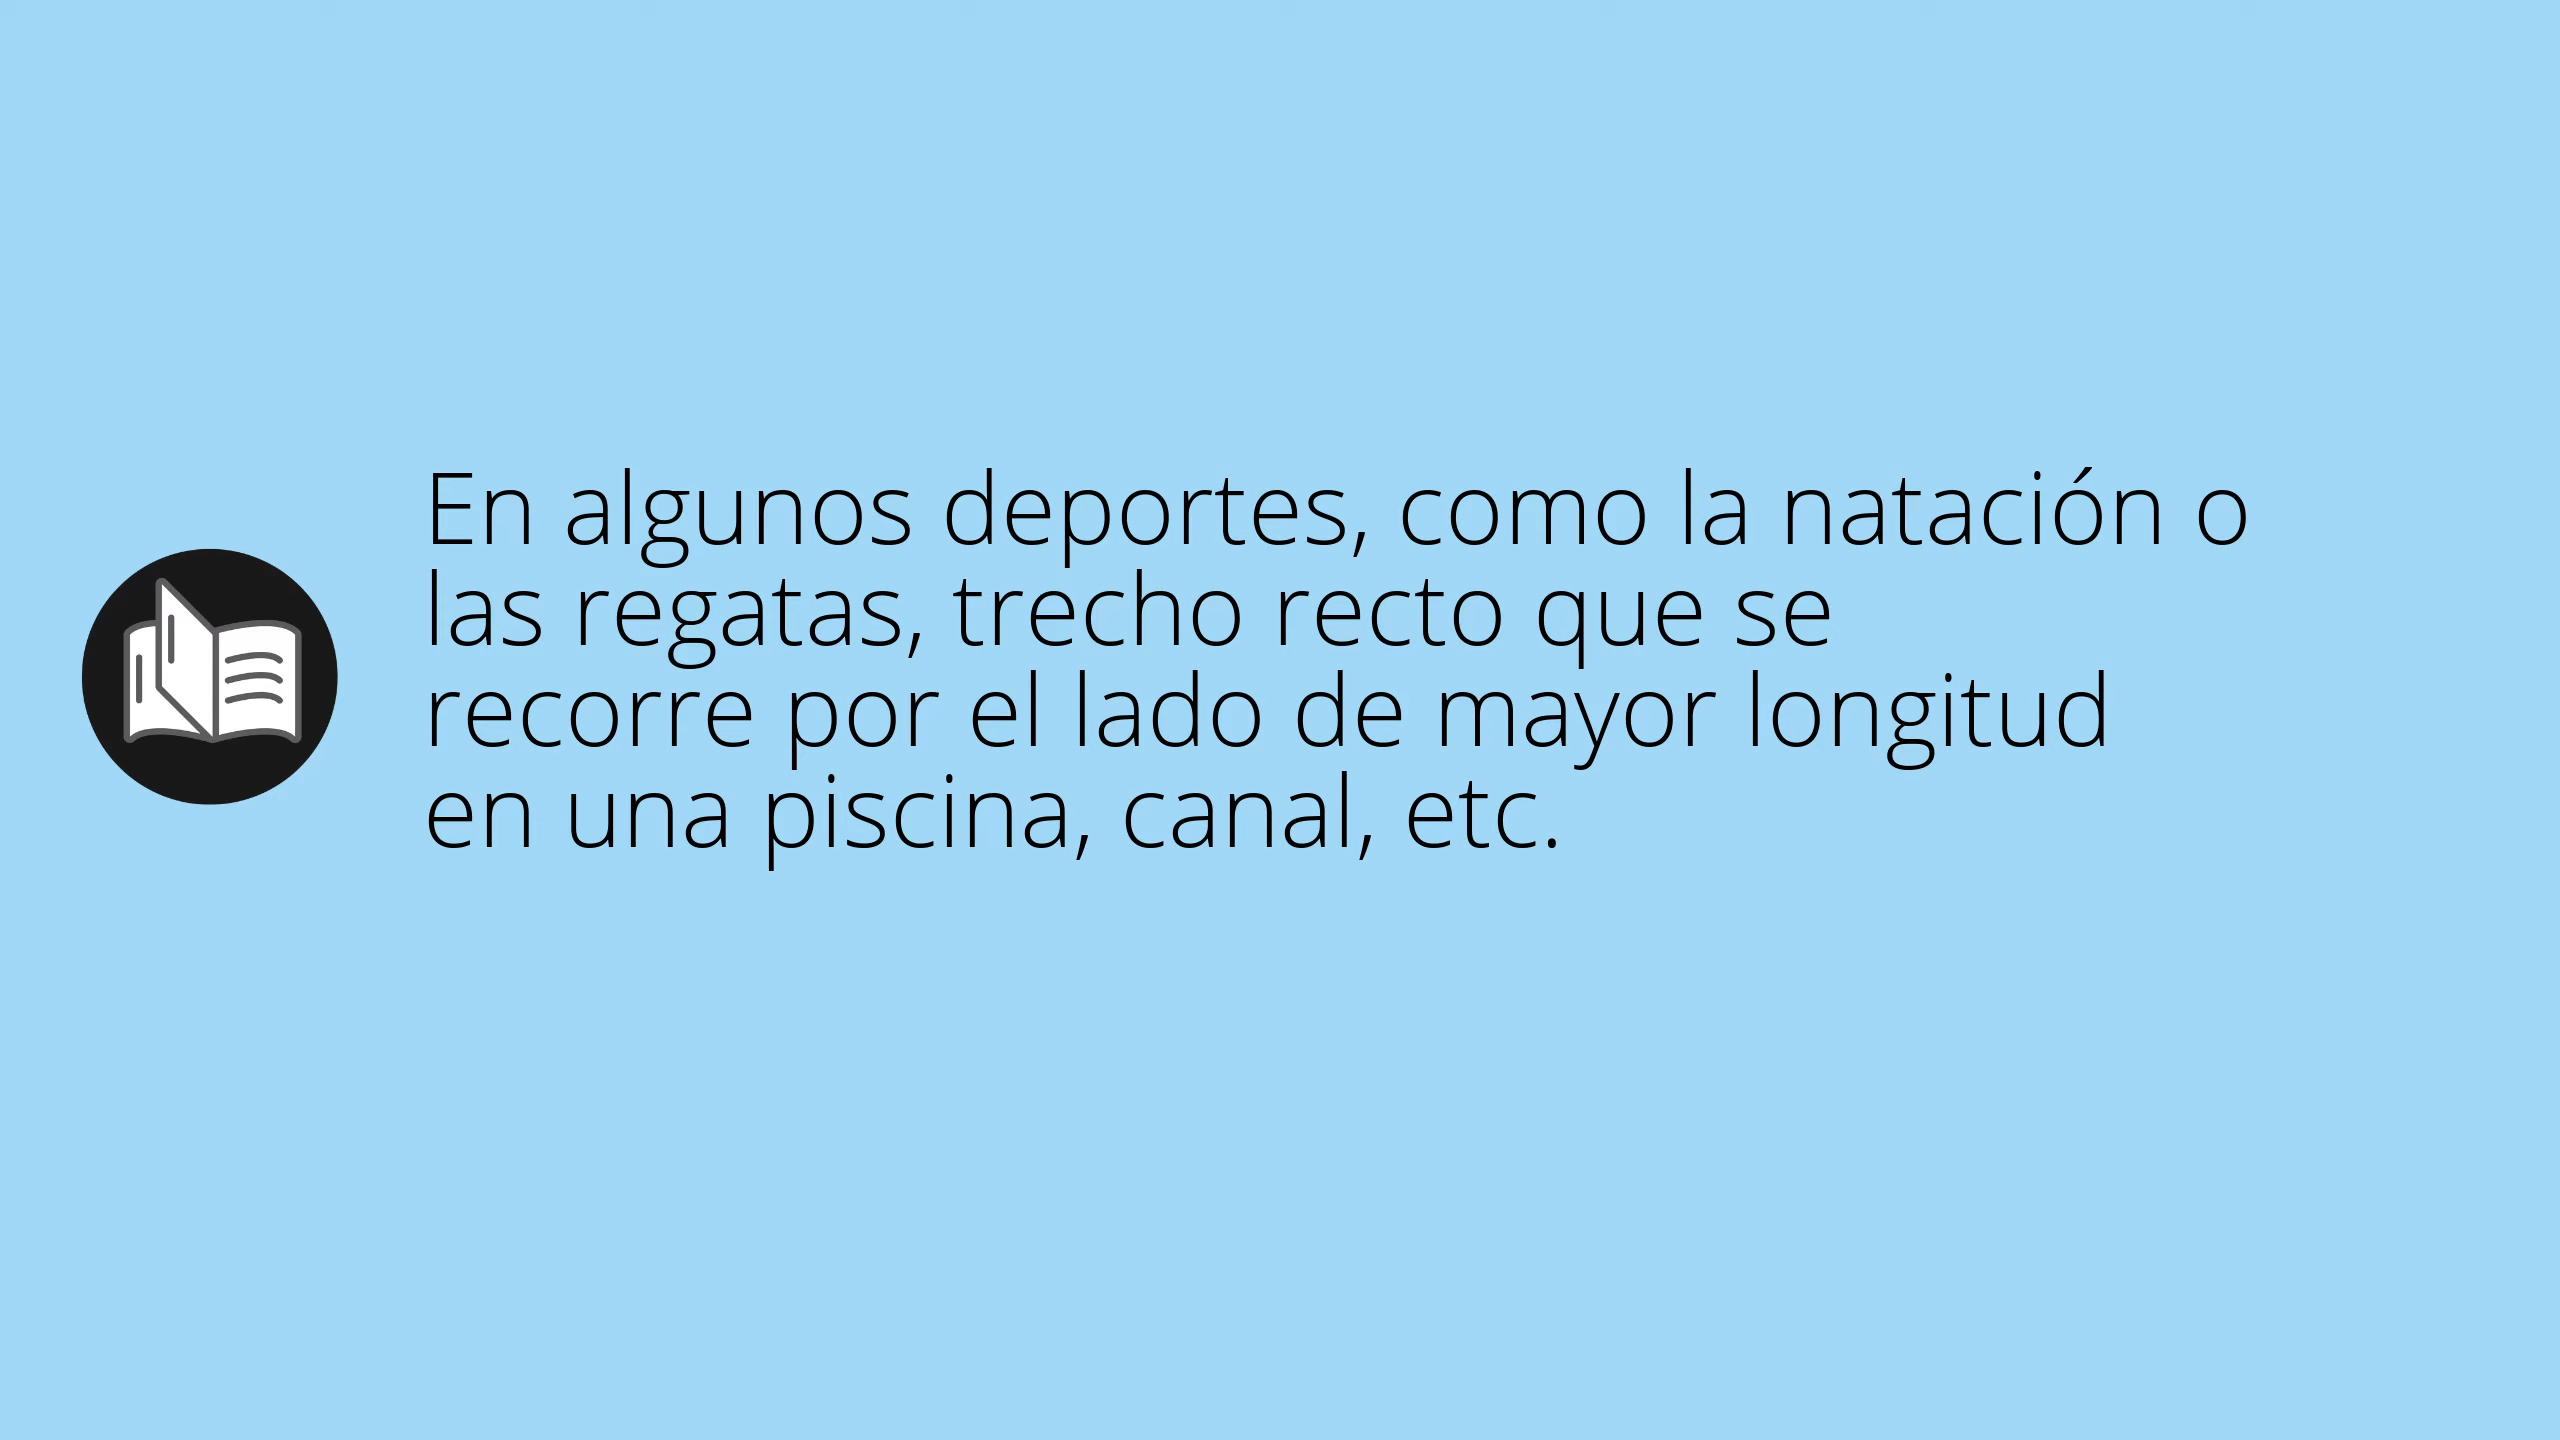 En algunos deportes, como la natación o
las regatas, trecho recto que se
recorre por el lado de mayor longitud
en una piscina, canal, etc.